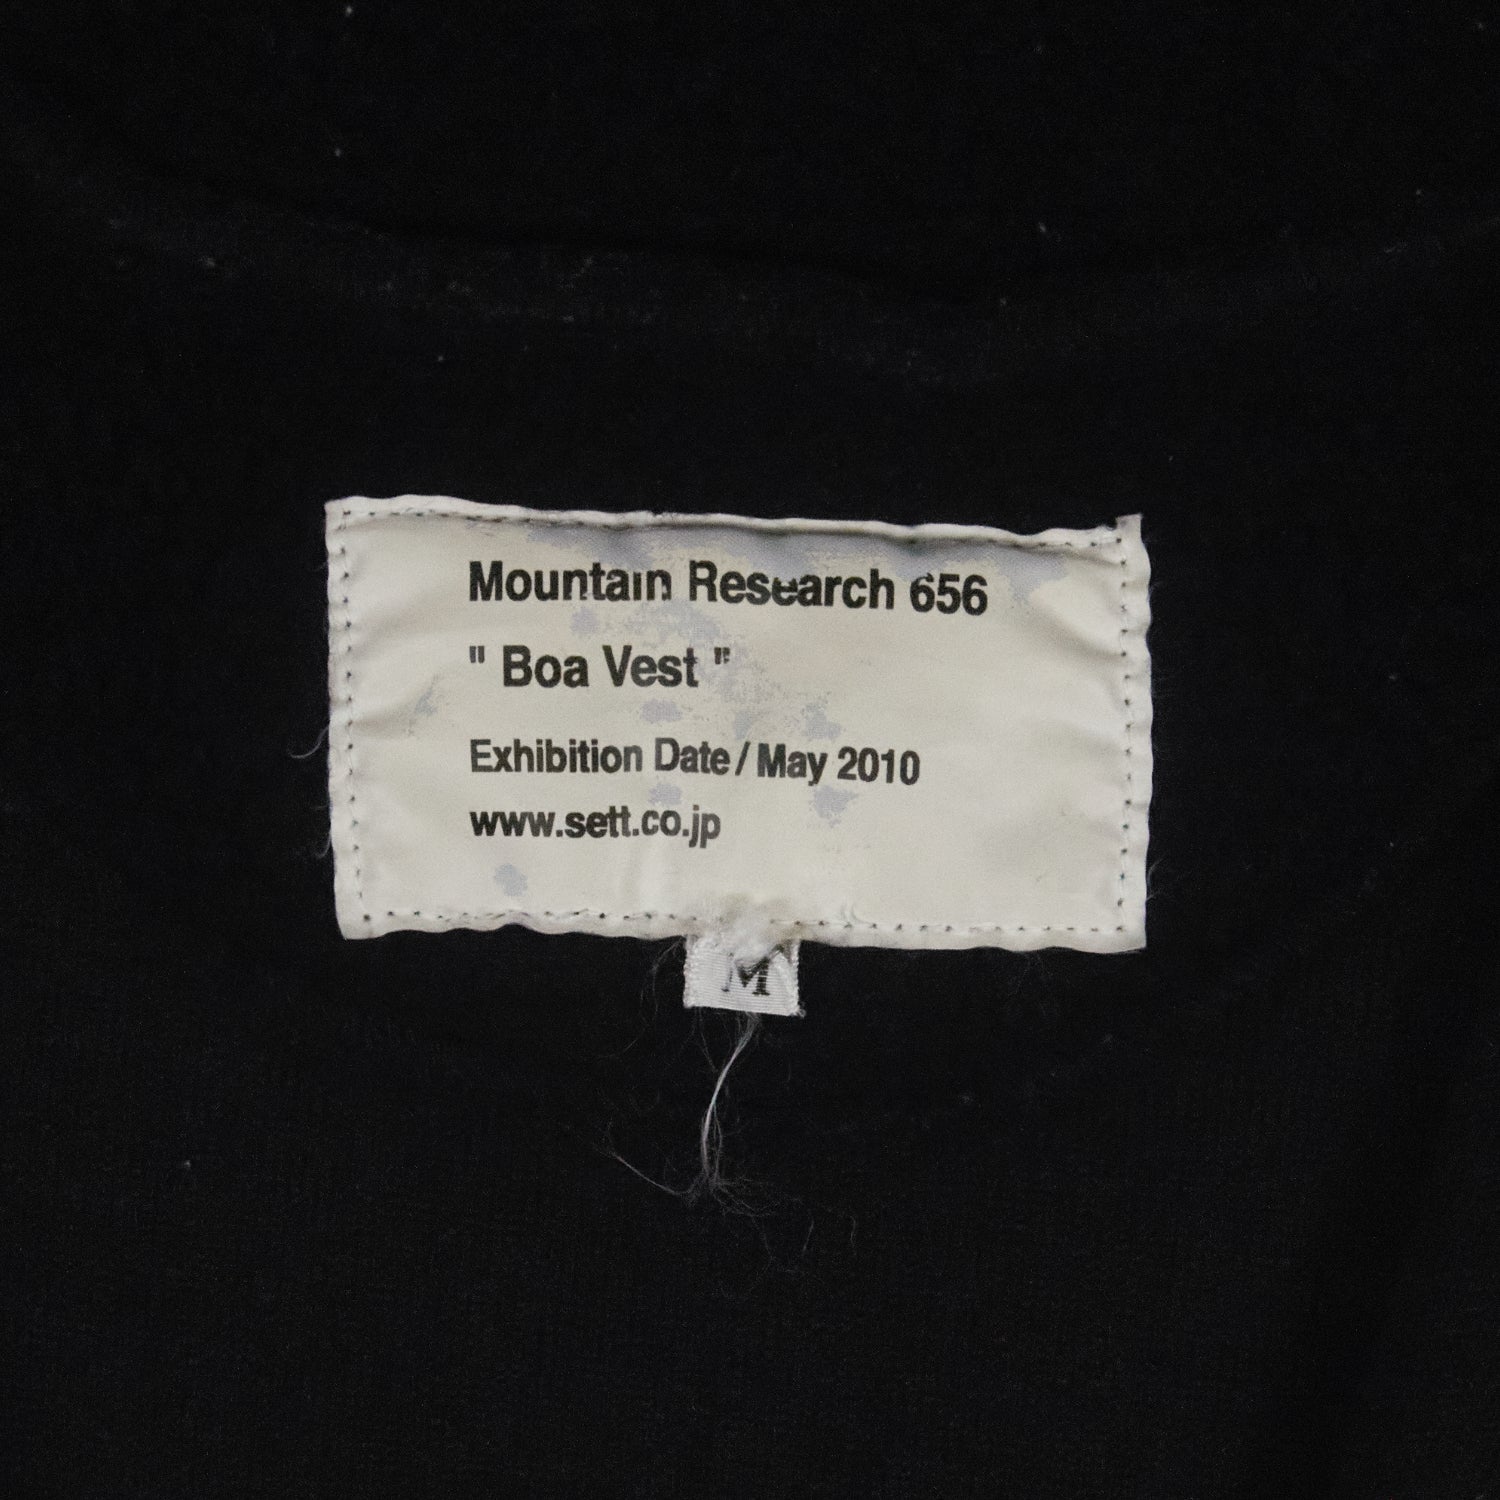 Mountain Research 656
" Boa Vest "
Exhibition Date / May 2010
www.sett.co.jp
M